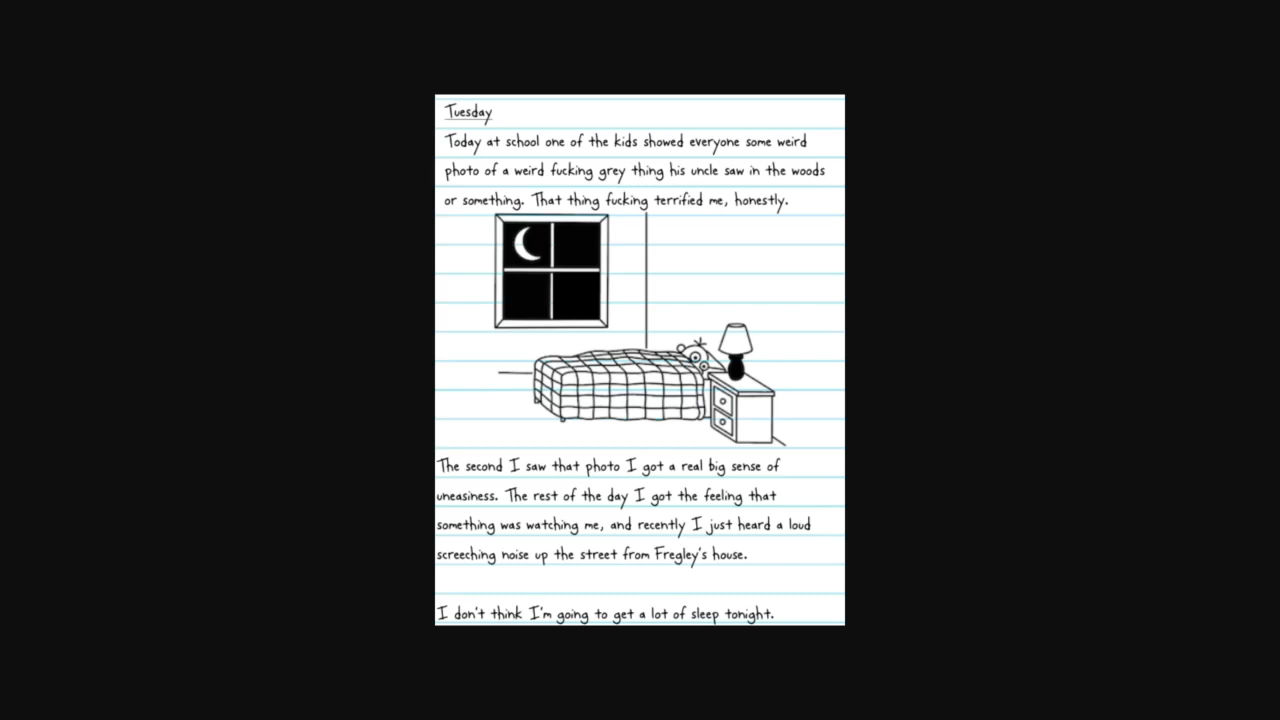 Tuesday
Today at school one of the kids showed everyone some weird
photo of a weird fucking grey thing his uncle saw in the woods
or something. That thing fucking terrified me, honestly.
The second I saw that photo I got a real big sense of
uneasiness. The rest of the day I got the feeling that
something was watching me, and recently I just heard a loud
screeching noise up the street from Fregley's house.
I don't think I'm going to get a lot of sleep tonight.